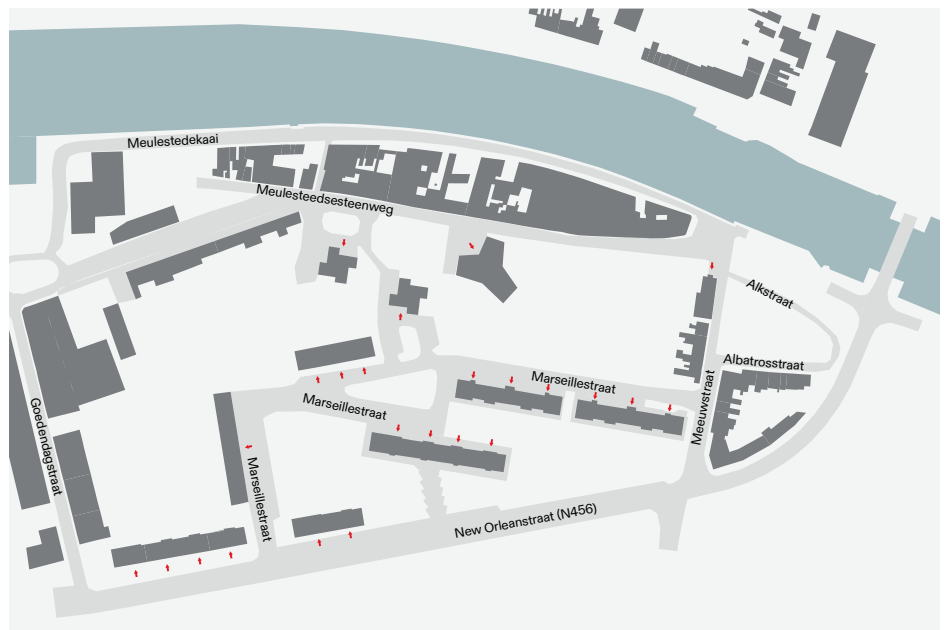 Meulestedekaai
Meulesteedsesteenweg
Alkstraat
Albatrosstraat
Marseillestraat
Marseillestraat
Meeuwstraat
Goedendagstraat
Marseillestraat
New Orleanstraat (N456)